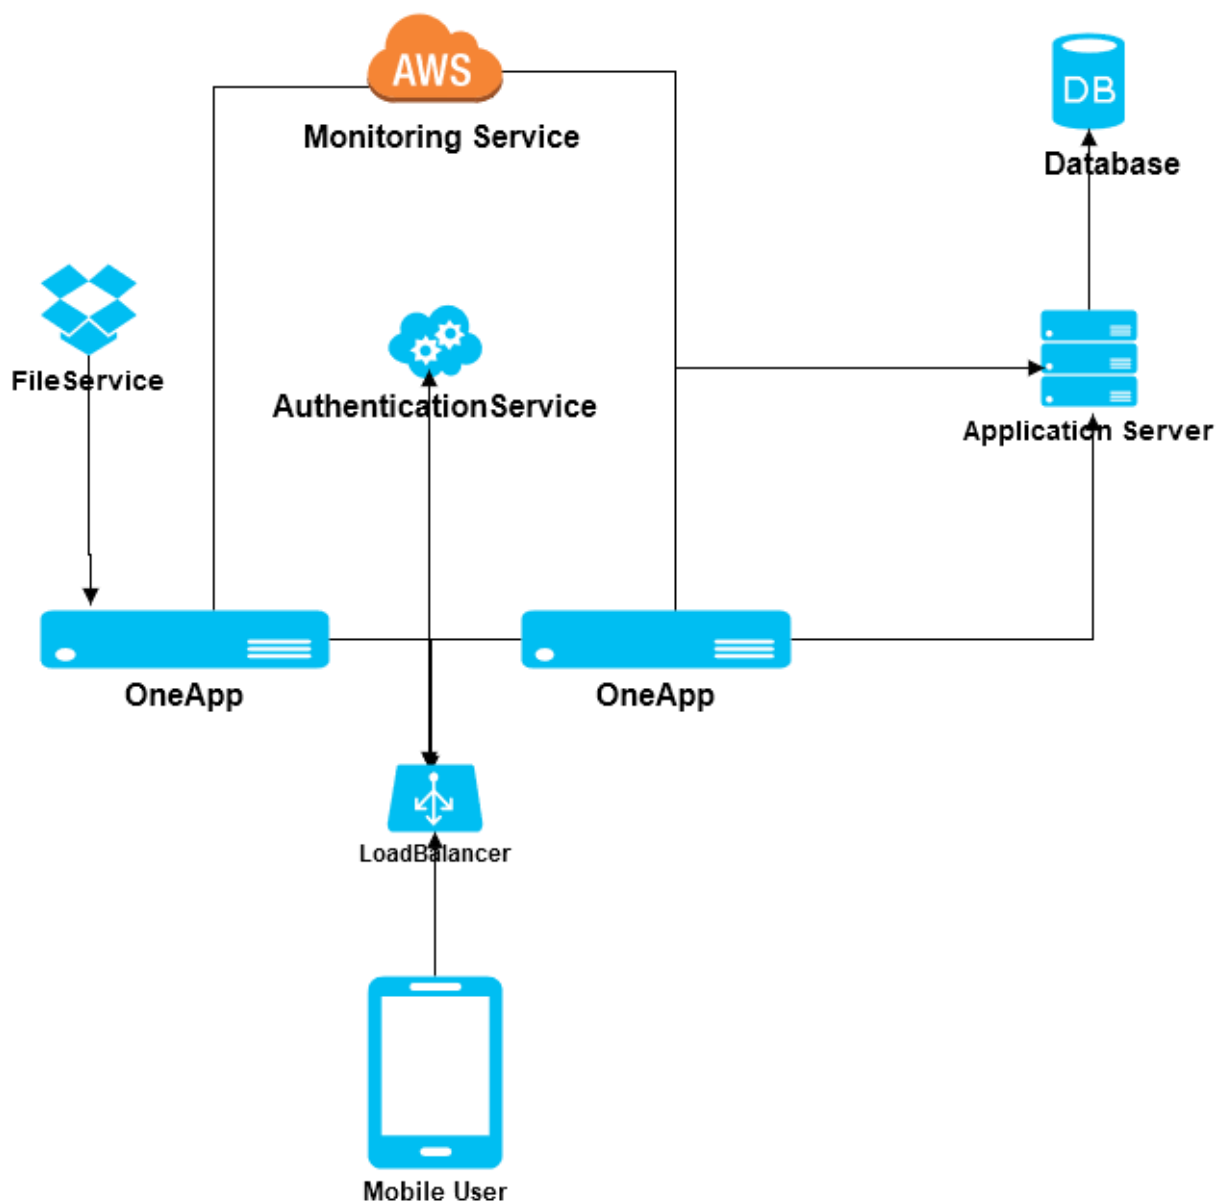 AWS
Monitoring Service
DB
Database
FileService
AuthenticationService
Application Server
OneApp
OneApp
LoadBalancer
Mobile User